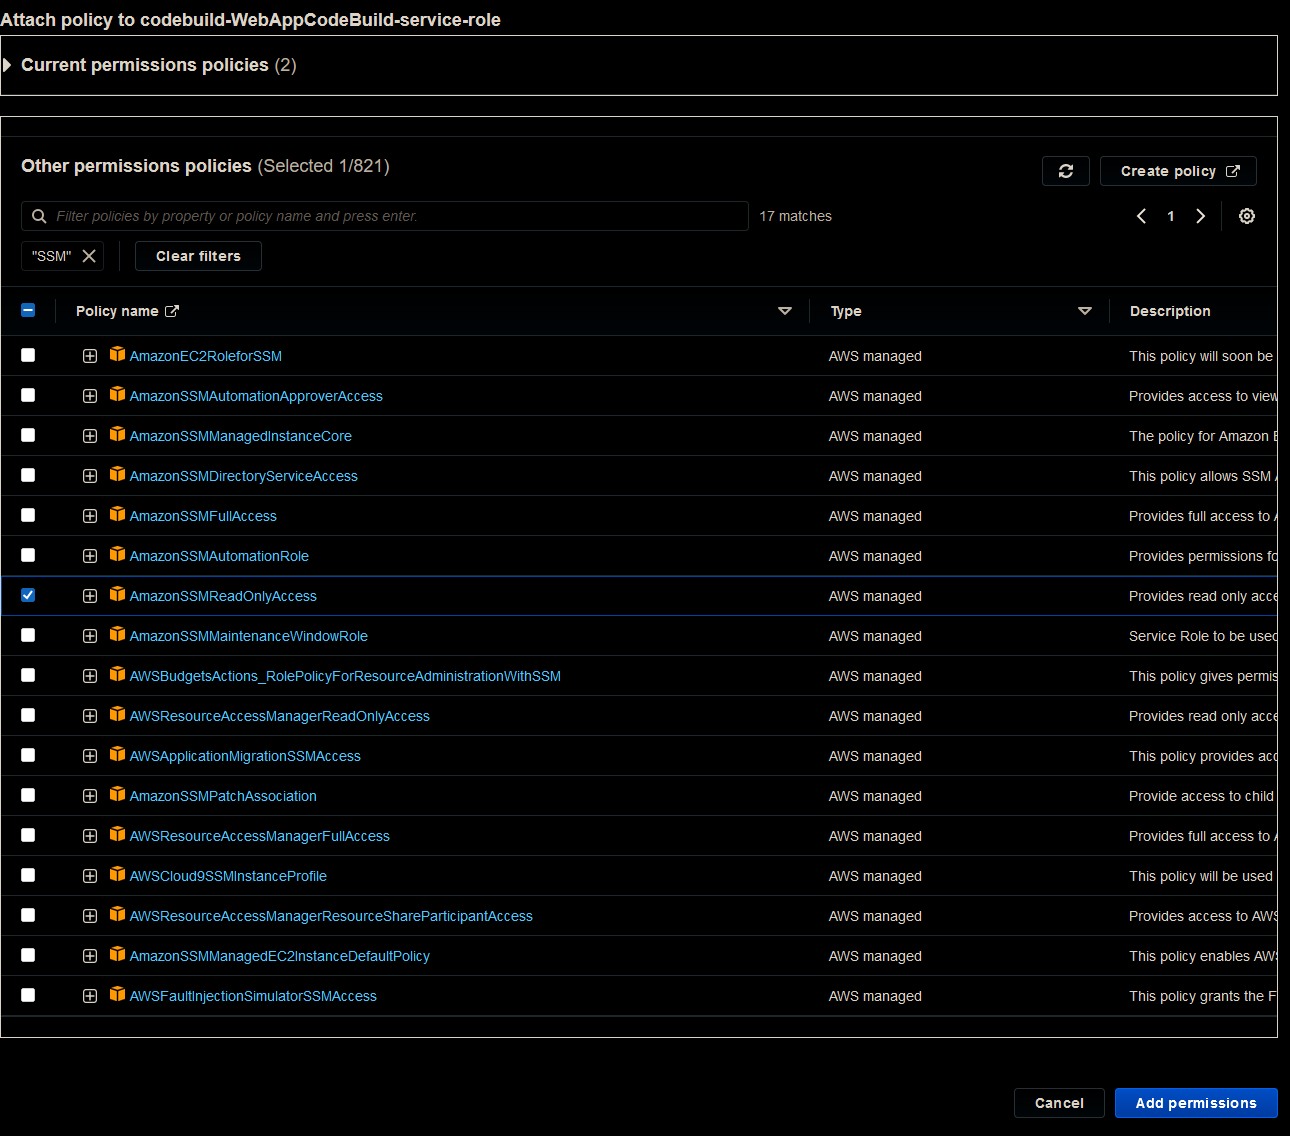 Attach policy to codebuild-WebAppCodeBuild-service-role
Current permissions policies (2)
Other permissions policies (Selected 1/821)
Create policy
Filter policies by property or policy name and press enter.
17 matches
1
"SSM"
Clear filters
Policy name Type Description
AmazonEC2RoleforSSM AWS managed This policy will soon be
AmazonSSMAutomationApproverAccess AWS managed Provides access to view
AmazonSSMManagedInstanceCore AWS managed The policy for Amazon E
AmazonSSMDirectoryServiceAccess AWS managed This policy allows SSM
AmazonSSMFullAccess AWS managed Provides full access to A
AmazonSSMAutomationRole AWS managed Provides permissions fo
AmazonSSMReadOnlyAccess AWS managed Provides read only acce
AmazonSSMMaintenanceWindowRole AWS managed Service Role to be used
AWSBudgetsActions_RolePolicyForResourceAdministrationWithSSM AWS managed This policy gives permis
AWSResourceAccessManagerReadOnlyAccess AWS managed Provides read only acce
AWSApplicationMigrationSSMAccess AWS managed This policy provides acc
AmazonSSMPatchAssociation AWS managed Provide access to child
AWSResourceAccessManagerFullAccess AWS managed Provides full access to A
AWSCloud9SSMInstanceProfile AWS managed This policy will be used
AWSResourceAccessManagerResourceShareParticipantAccess AWS managed Provides access to AWS
AmazonSSMManagedEC2InstanceDefaultPolicy AWS managed This policy enables AWS
AWSFaultInjectionSimulatorSSMAccess AWS managed This policy grants the F
Cancel
Add permissions